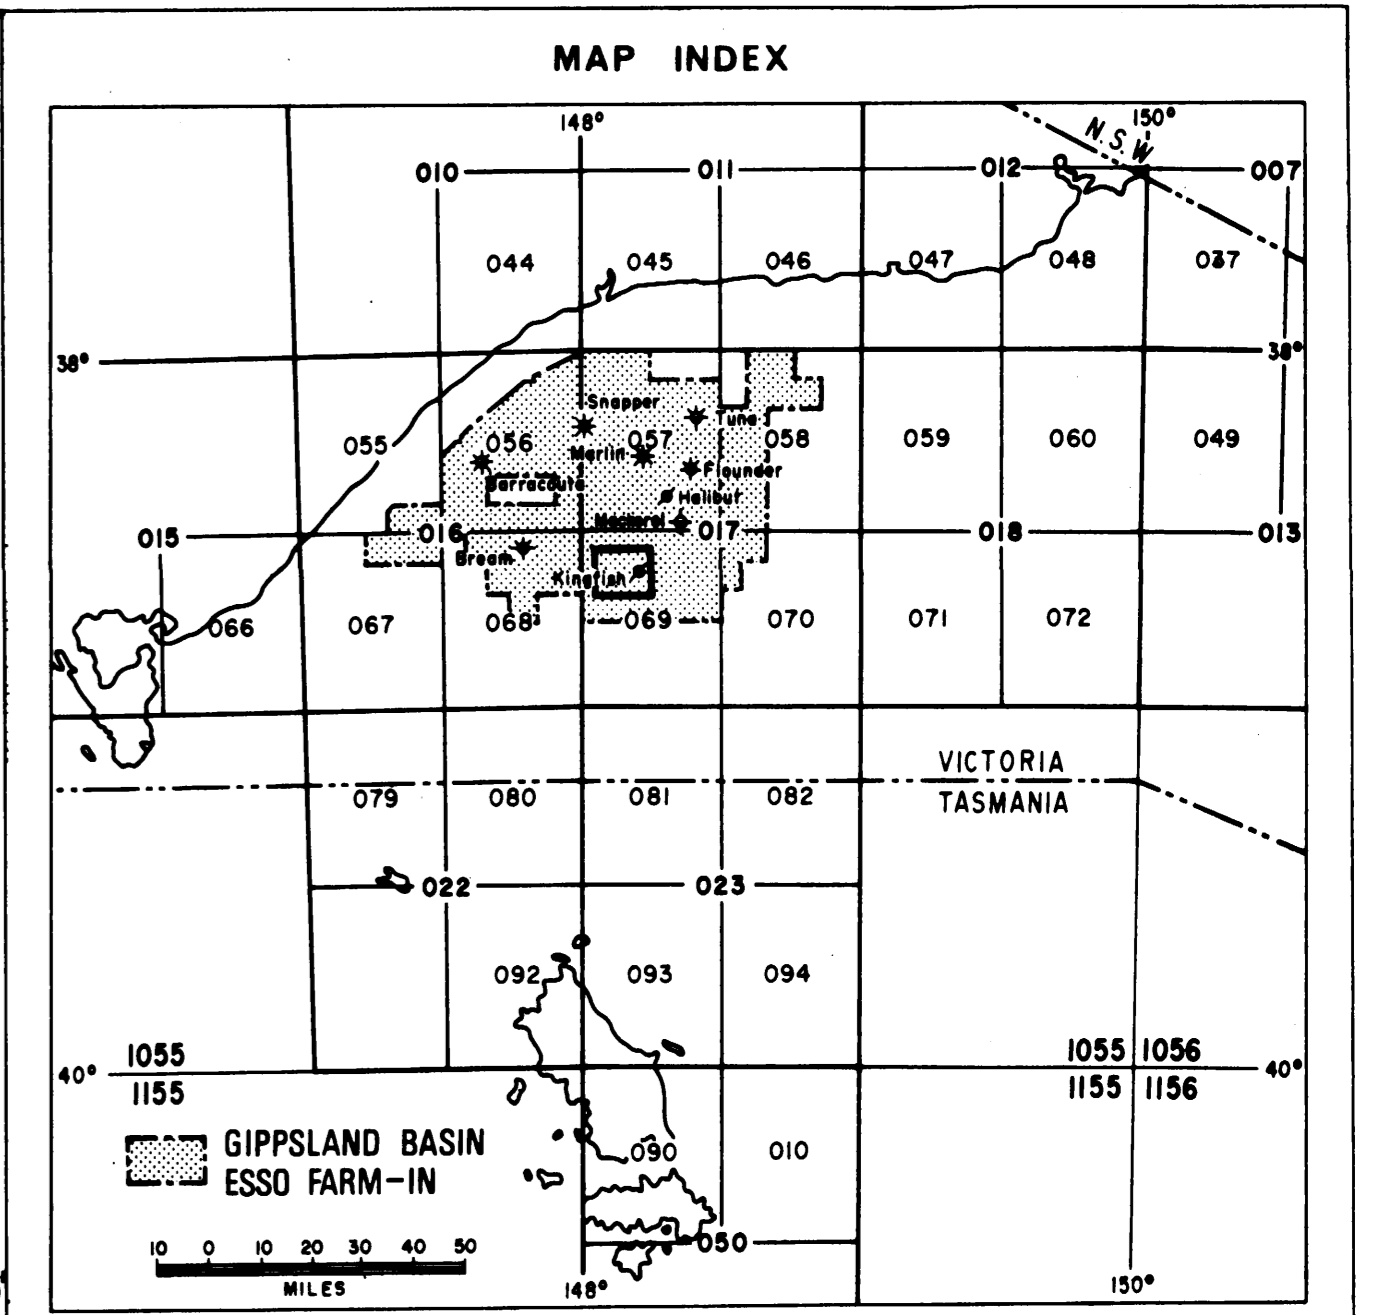 MAP INDEX
148°
150°
N.S.W
010 011 012 007
044 045 046 047 048 037
38° 38°
Snapper
Tuna
055 056 057 058 059 060 049
Marlin
Flounder
Barracouta
Halibut
Mackerel
015 016 017 018 013
Bream
Kingfish
066 067 068 069 070 071 072
VICTORIA
079 080 081 082 TASMANIA
022 023
092 093 094
1055 1055 1056
40° 40°
1155 1155 1156
GIPPSLAND BASIN
ESSO FARM-IN
090 010
10 0 10 20 30 40 50
050
MILES
148°
150°